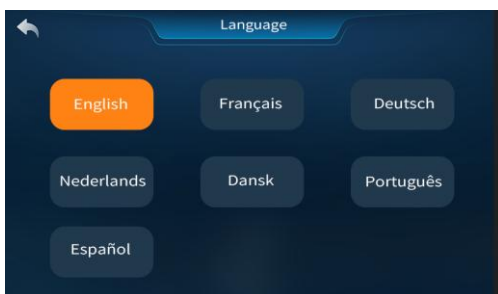 Language
English Français Deutsch
Nederlands Dansk Português
Español